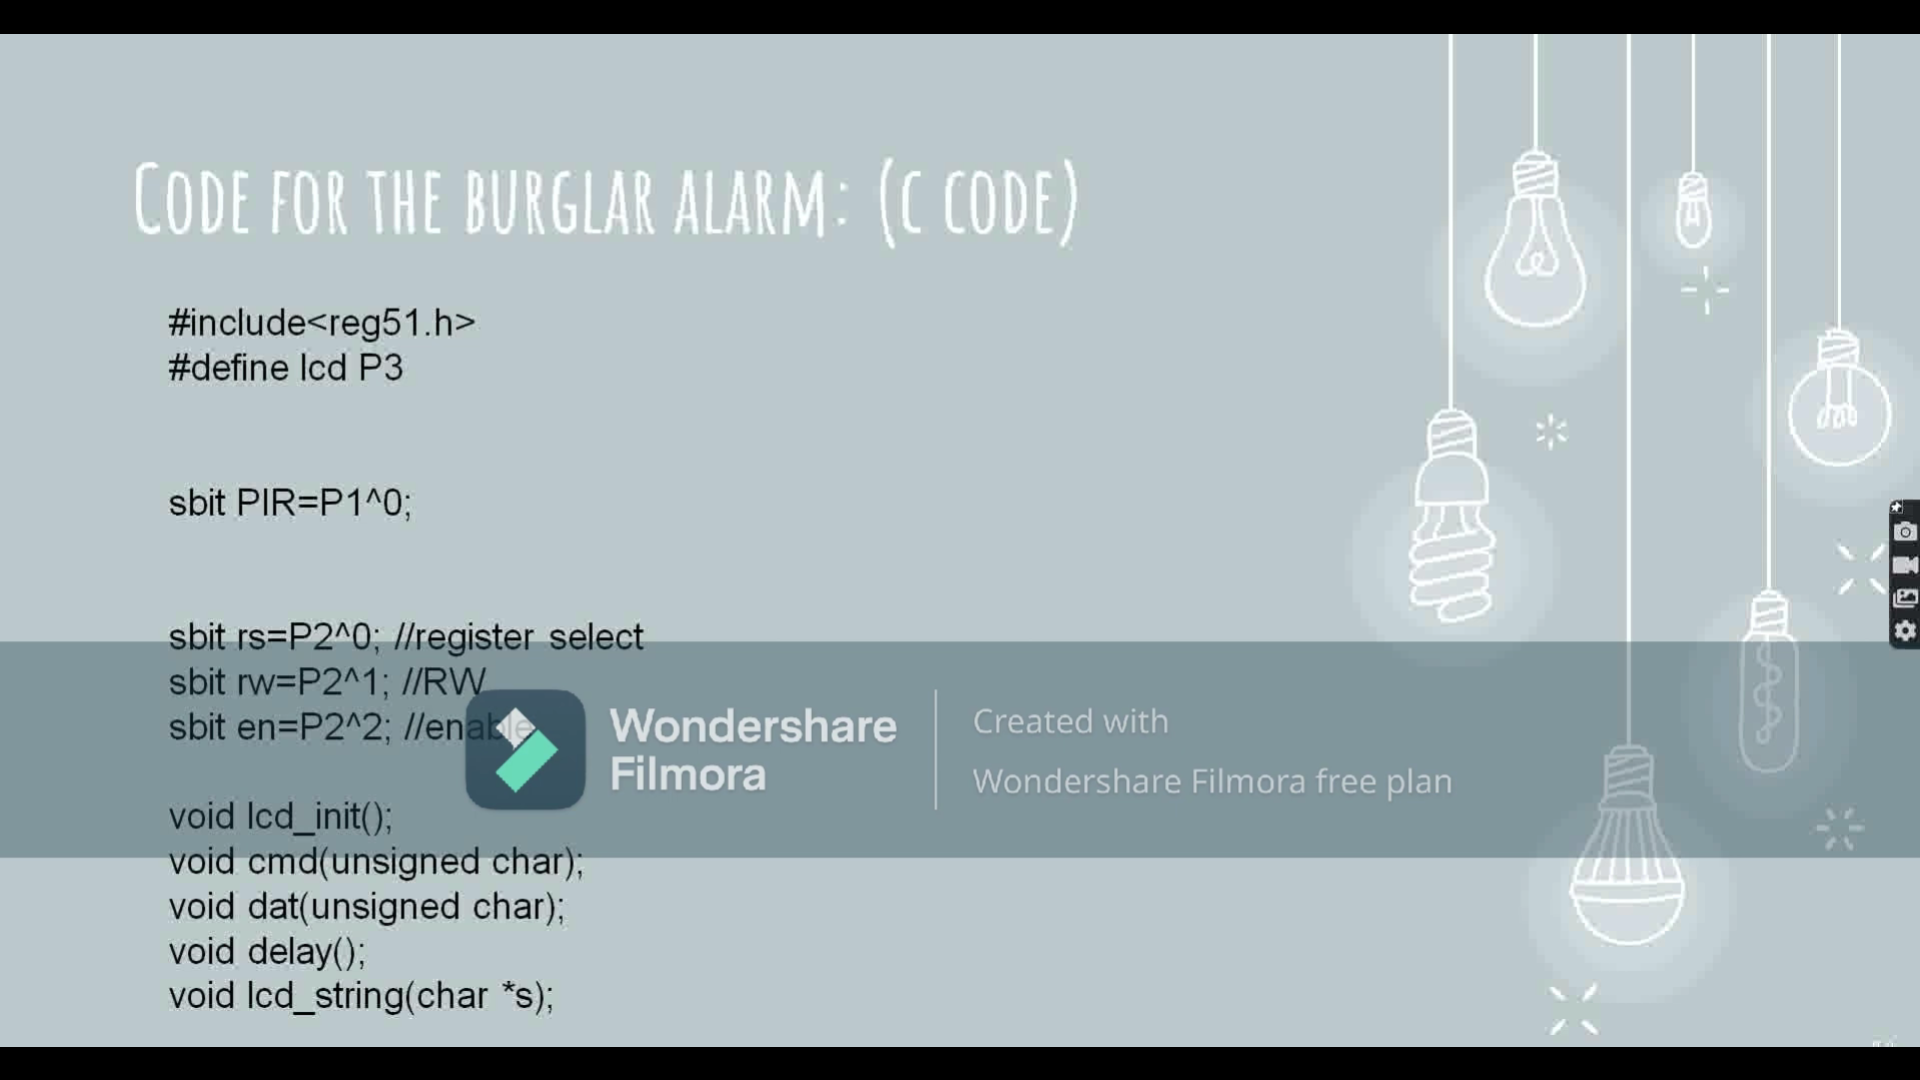 CODE FOR THE BURGLAR ALARM: (C CODE)
#include<reg51.h>
#define lcd P3
sbit PIR=P1^0;
sbit rs=P2^0; //register select
sbit rw=P2^1; //RW
sbit en=P2^2; //enable
Wondershare
Filmora
Created with
Wondershare Filmora free plan
void lcd_init();
void cmd(unsigned char);
void dat(unsigned char);
void delay();
void lcd_string(char *s);